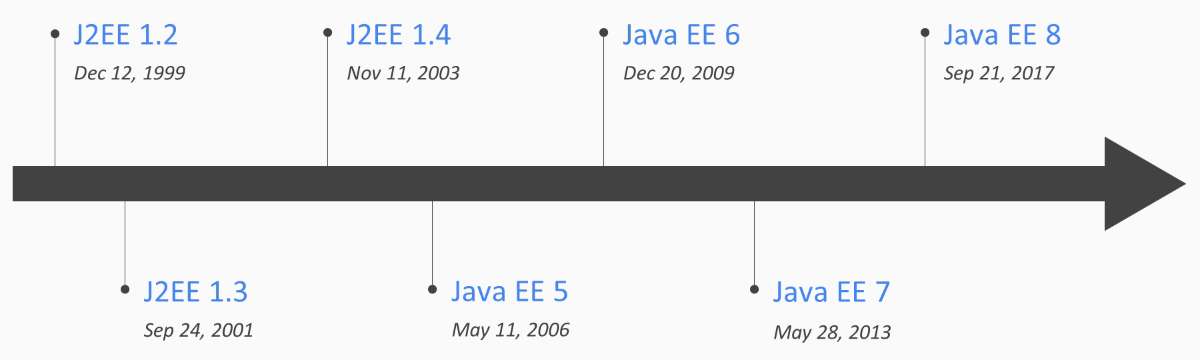 J2EE 1.2
Dec 12, 1999
J2EE 1.4
Nov 11, 2003
Java EE 6
Dec 20, 2009
Java EE 8
Sep 21, 2017
J2EE 1.3
Sep 24, 2001
Java EE 5
May 11, 2006
Java EE 7
May 28, 2013